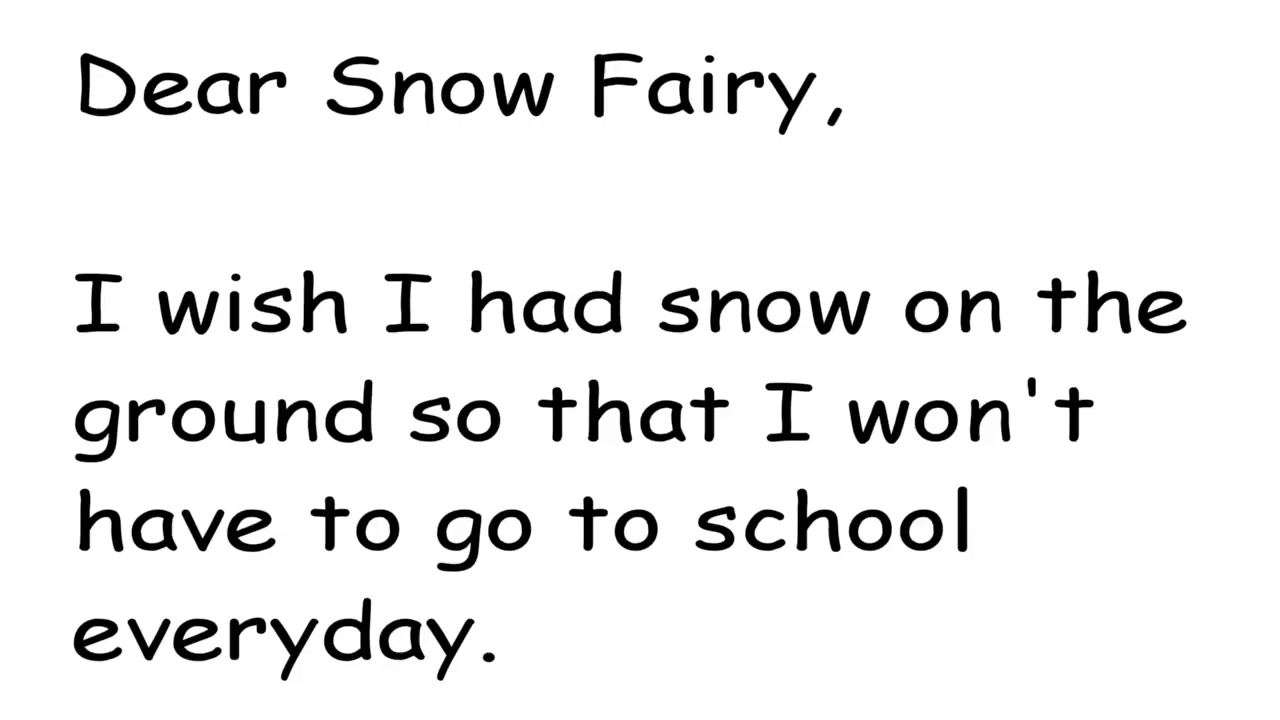 Dear Snow Fairy,
I wish I had snow on the
ground so that I won't
have to go to school
everyday.